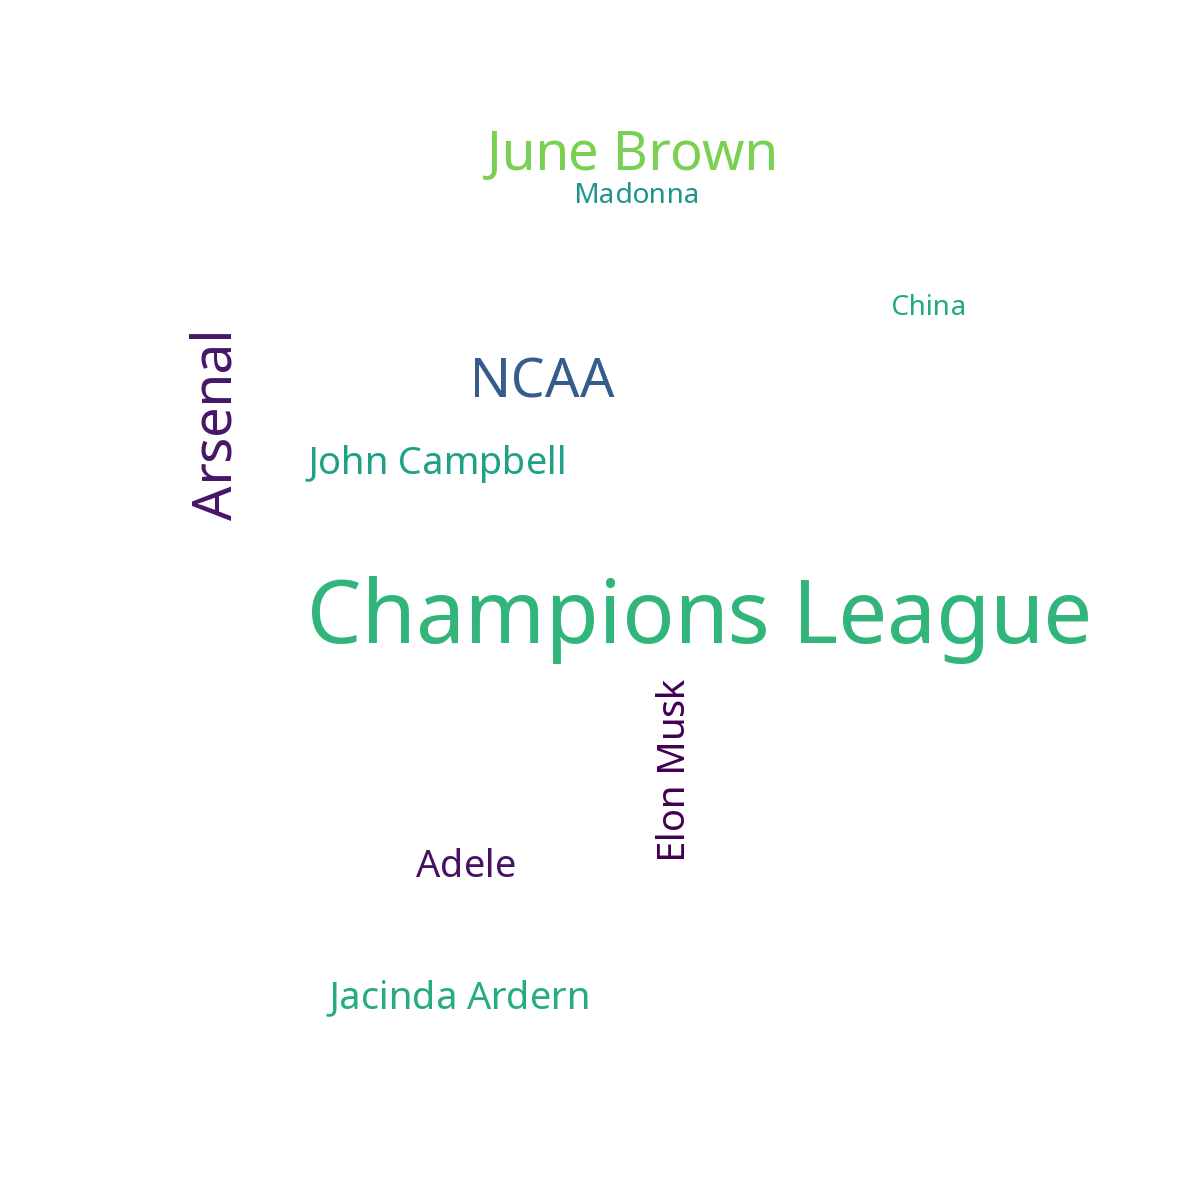 June Brown
Madonna
China
Arsenal
NCAA
John Campbell
Champions League
Elon Musk
Adele
Jacinda Ardern